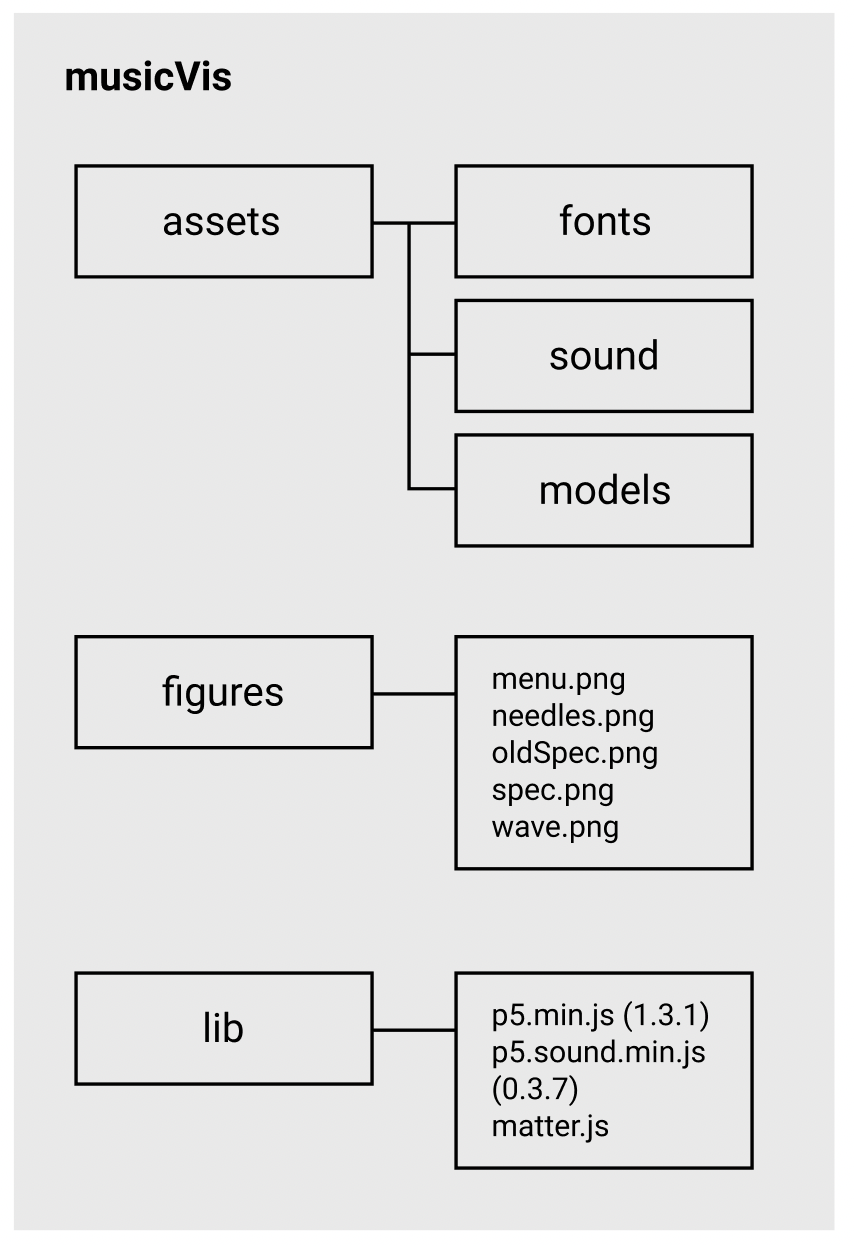 musicVis
assets
fonts
sound
models
figures
menu.png
needles.png
oldSpec.png
spec.png
wave.png
lib
p5.min.js (1.3.1)
p5.sound.min.js
(0.3.7)
matter.js